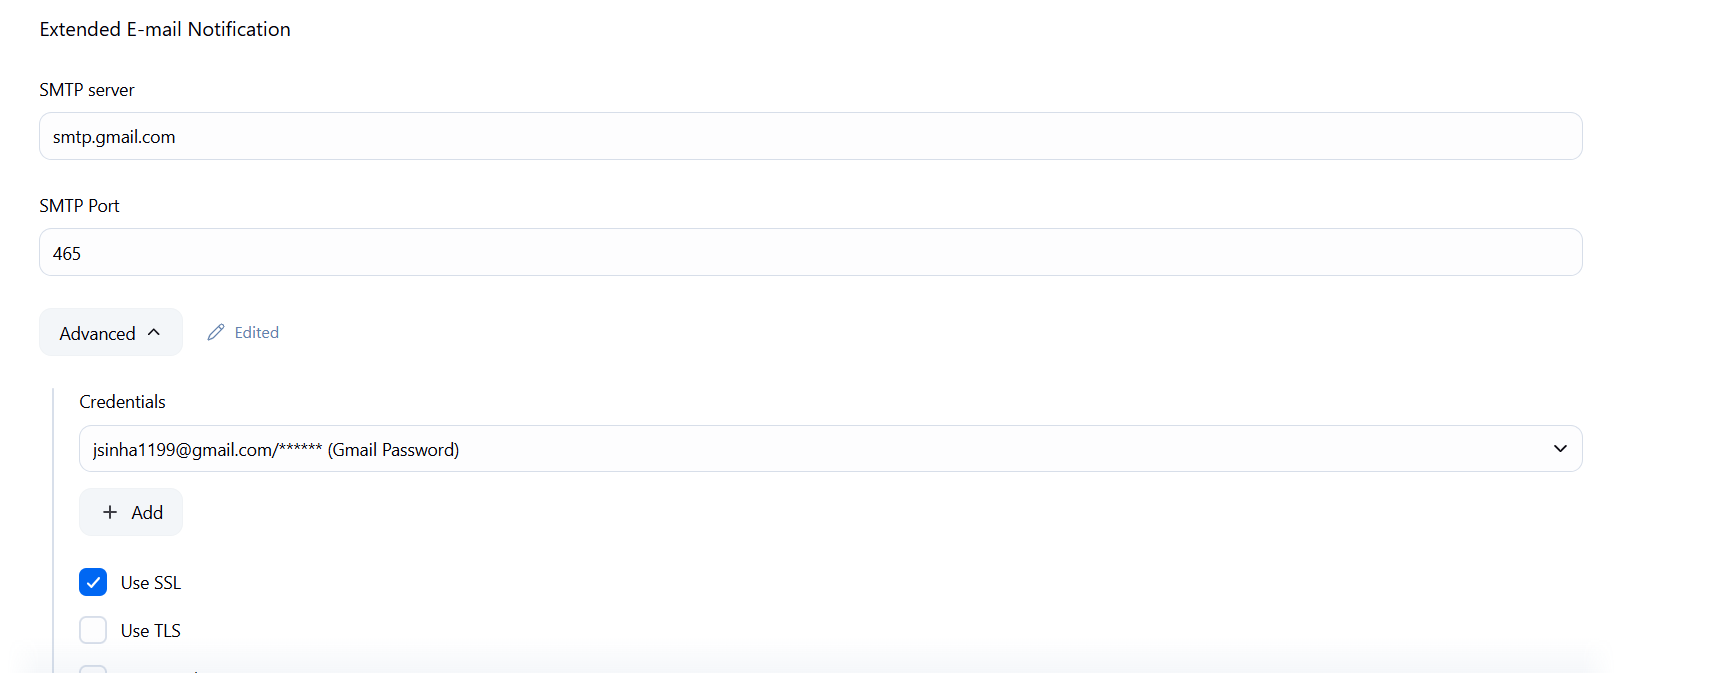 Extended E-mail Notification
SMTP server
smtp.gmail.com
SMTP Port
465
Advanced
Edited
Credentials
jsinha1199@gmail.com/****** (Gmail Password)
Add
Use SSL
Use TLS